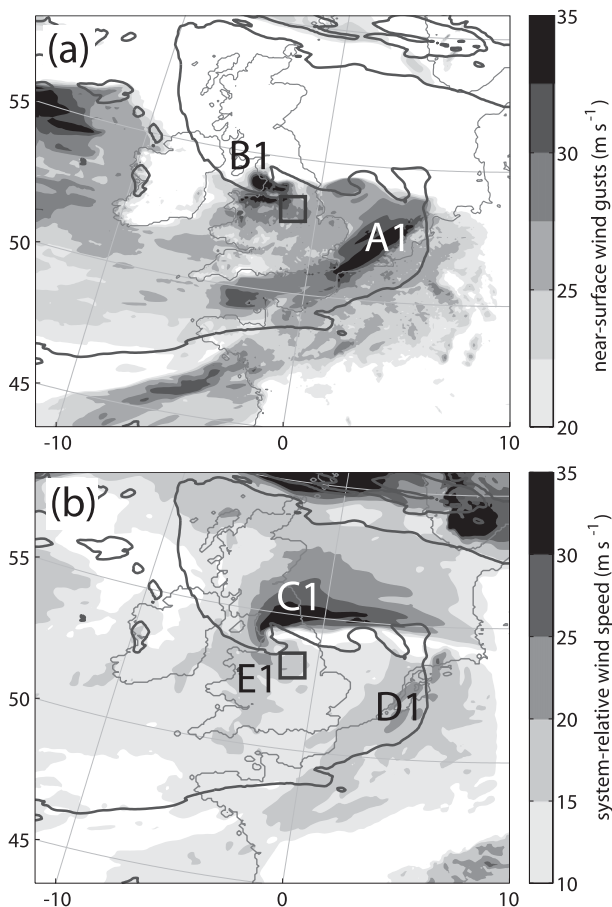 (a)
B1
A1
55
50
45
-10
0
10
35
30
25
20
near-surface wind gusts (m s⁻¹)
(b)
C1
E1
D1
55
50
45
-10
0
10
35
30
25
20
15
10
system-relative wind speed (m s⁻¹)